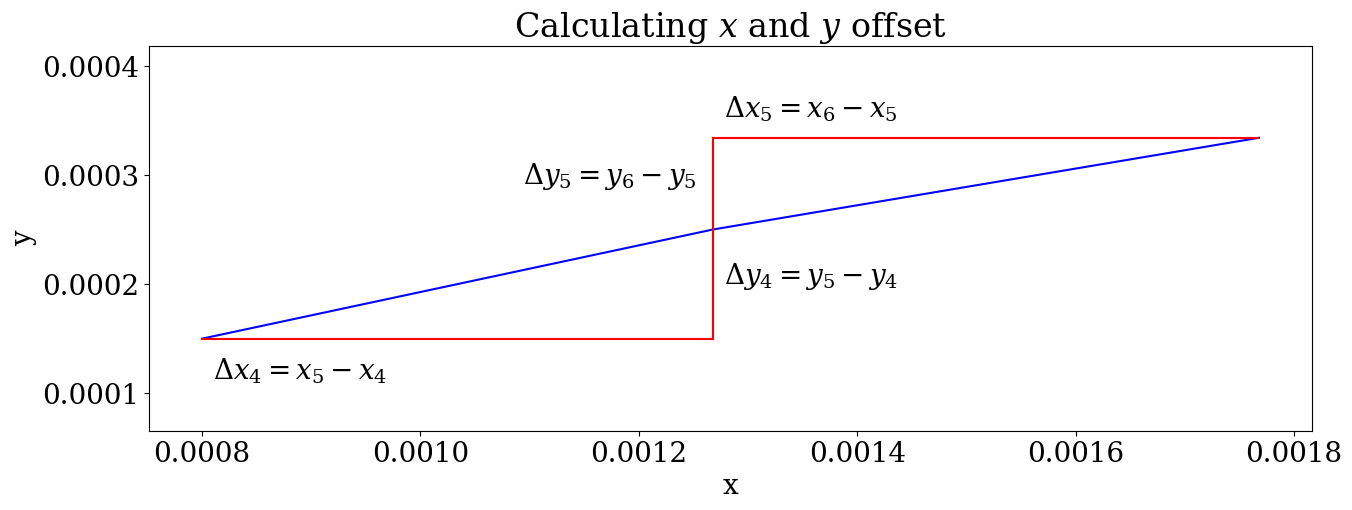 Calculating x and y offset
0.0004
Δx₅ = x₆ − x₅
0.0003
Δy₅ = y₆ − y₅
y
0.0002
Δy₄ = y₅ − y₄
Δx₄ = x₅ − x₄
0.0001
0.0008 0.0010 0.0012 0.0014 0.0016 0.0018
x